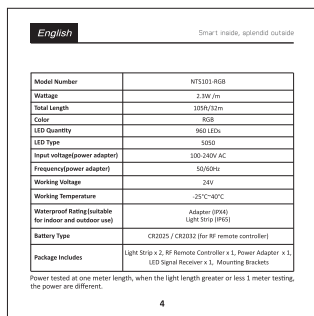 English
Smart inside, splendid outside
Model Number NTS101-RGB
Wattage 2.3W /m
Total Length 105ft/32m
Color RGB
LED Quantity 960 LEDs
LED Type 5050
Input voltage(power adapter) 100-240V AC
Frequency(power adapter) 50/60Hz
Working Voltage 24V
Working Temperature -25°C~40°C
Waterproof Rating(suitable
for indoor and outdoor use)
Adapter (IPX4)
Light Strip (IP65)
Battery Type CR2025 / CR2032 (for RF remote controller)
Package Includes
Light Strip x 2, RF Remote Controller x 1, Power Adapter x 1,
LED Signal Receiver x 1, Mounting Brackets
Power tested at one meter length, when the light length greater or less 1 meter testing,
the power are different.
4